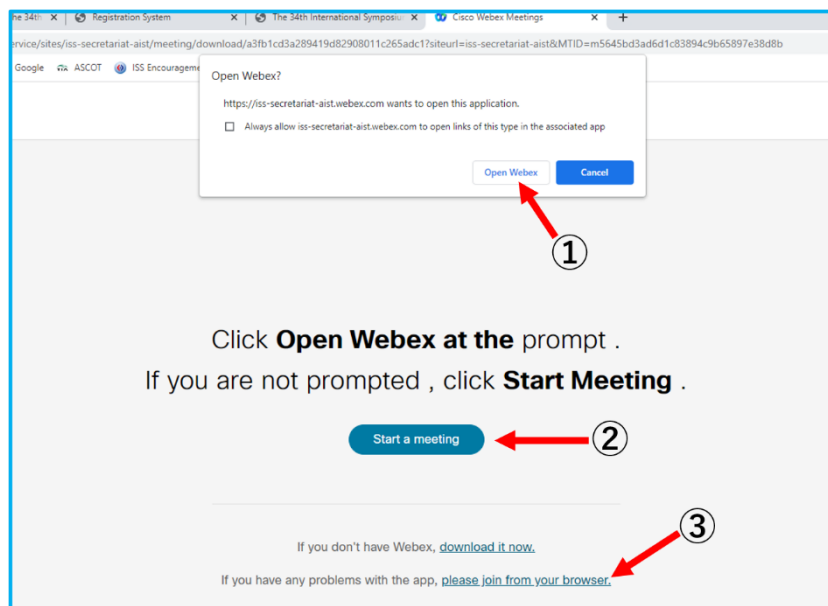 he 34th
Registration System
The 34th International Symposiu
Cisco Webex Meetings
ervice/sites/iss-secretariat-aist/meeting/download/a3fb1cd3a289419d82908011c265adc1?siteurl=iss-secretariat-aist&MTID=m5645bd3ad6d1c83894c9b65897e38d8b
Google ASCOT ISS Encourageme
Open Webex?
https://iss-secretariat-aist.webex.com wants to open this application.
Always allow iss-secretariat-aist.webex.com to open links of this type in the associated app
Open Webex Cancel
①
Click Open Webex at the prompt .
If you are not prompted , click Start Meeting .
Start a meeting
②
③
If you don't have Webex, download it now.
If you have any problems with the app, please join from your browser.